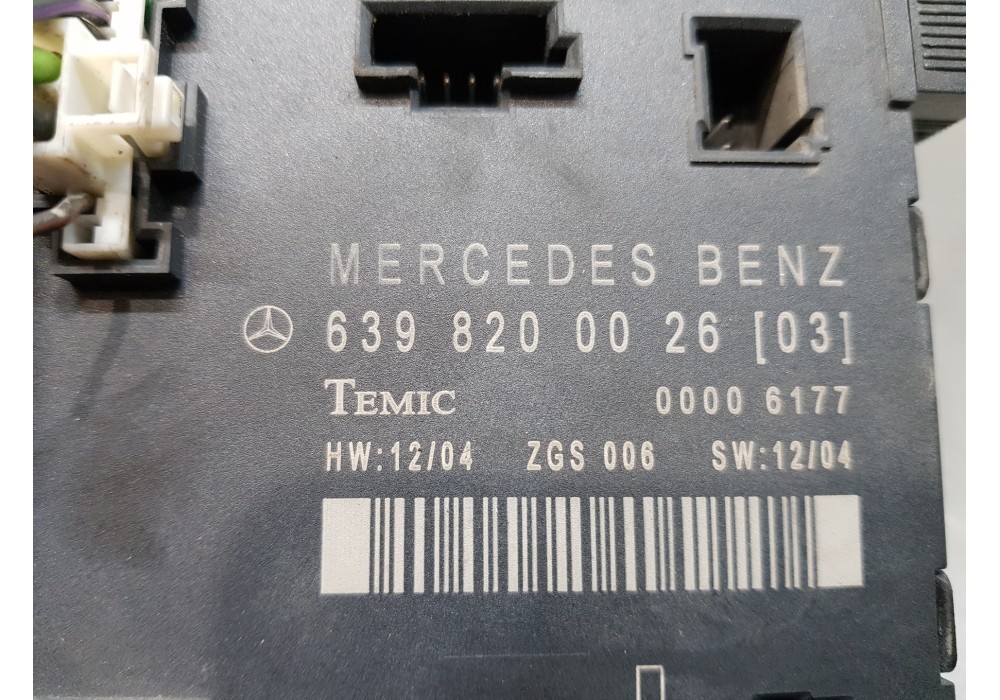 MERCEDES BENZ
639 820 00 26 [03]
TEMIC 0000 6177
HW:12/04 ZGS 006 SW:12/04